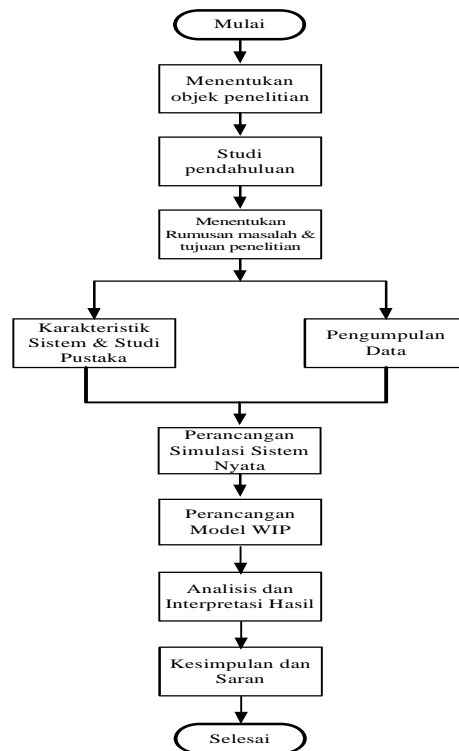 Mulai
Menentukan
objek penelitian
Studi
pendahuluan
Menentukan
Rumusan masalah &
tujuan penelitian
Karakteristik
Sistem & Studi
Pustaka
Pengumpulan
Data
Perancangan
Simulasi Sistem
Nyata
Perancangan
Model WIP
Analisis dan
Interpretasi Hasil
Kesimpulan dan
Saran
Selesai